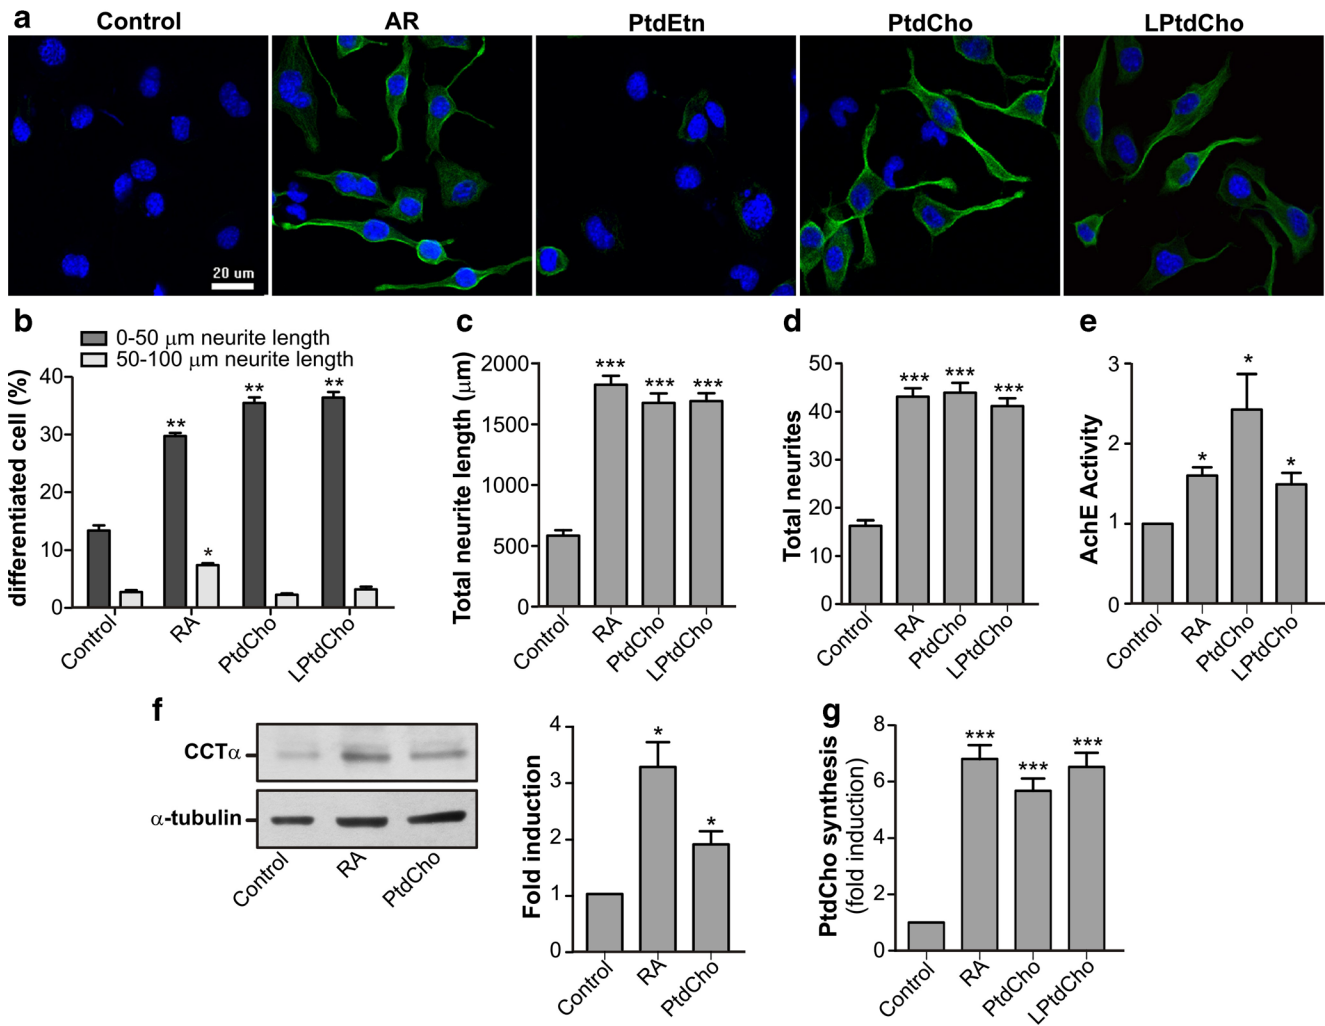 a Control AR PtdEtn PtdCho LPtdCho
20 um
b
0-50 μm neurite length
50-100 μm neurite length
differentiated cell (%)
40
30
20
10
0
** ** ** *
Control RA PtdCho LPtdCho
c
Total neurite length (μm)
2000
1500
1000
500
0
*** *** ***
Control RA PtdCho LPtdCho
d
Total neurites
50
40
30
20
10
0
*** *** ***
Control RA PtdCho LPtdCho
e
AchE Activity
3
2
1
0
* * *
Control RA PtdCho LPtdCho
f
CCTα
α-tubulin
Control RA PtdCho
Fold induction
4
3
2
1
0
* *
Control RA PtdCho
g
PtdCho synthesis
(fold induction)
8
6
4
2
0
*** *** ***
Control RA PtdCho LPtdCho